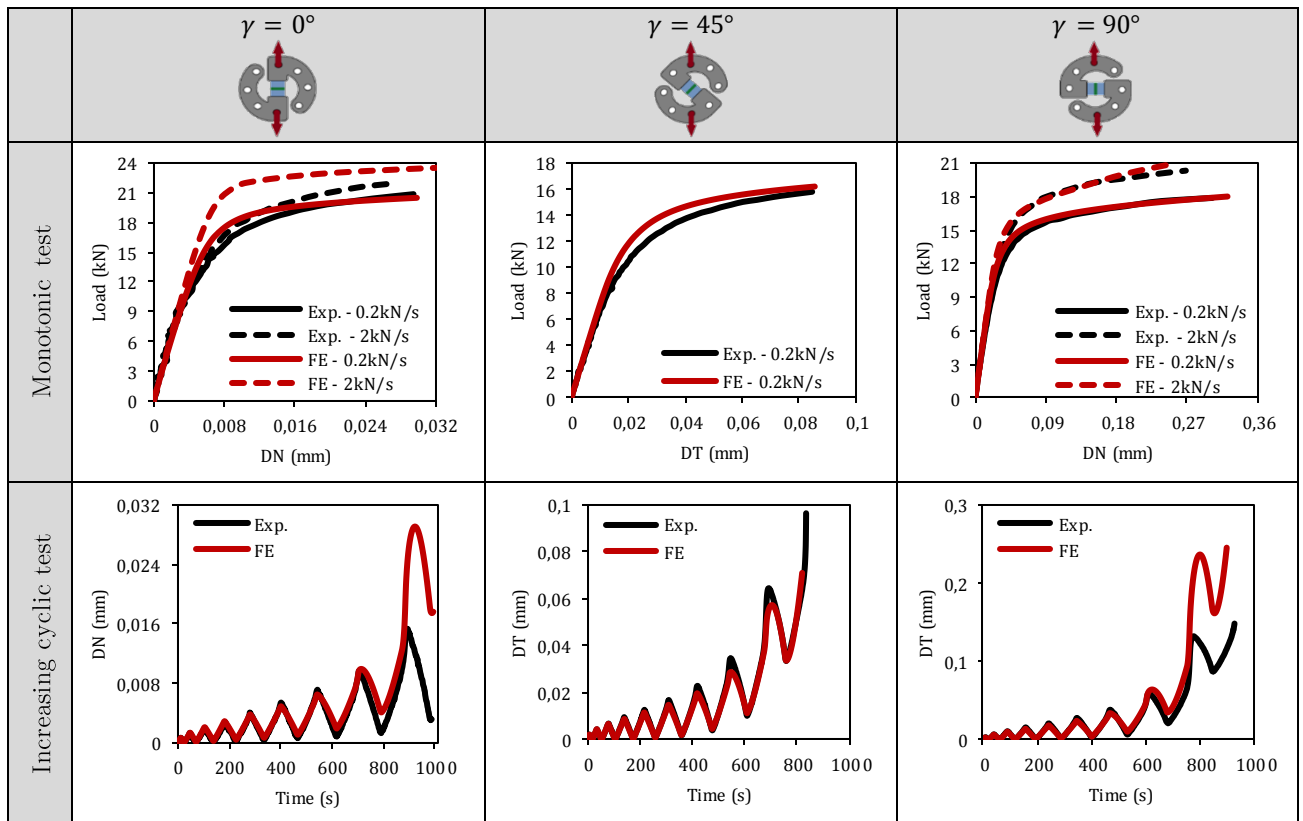 γ = 0°
γ = 45°
γ = 90°
Monotonic test
24
21
18
15
12
9
6
3
0
Load (kN)
Exp. - 0.2kN/s
Exp. - 2kN/s
FE - 0.2kN/s
FE - 2kN/s
0
0,008
0,016
0,024
0,032
DN (mm)
18
16
14
12
10
8
6
4
2
0
Load (kN)
Exp. - 0.2kN/s
FE - 0.2kN/s
0
0,02
0,04
0,06
0,08
0,1
DT (mm)
21
18
15
12
9
6
3
0
Load (kN)
Exp. - 0.2kN/s
Exp. - 2kN/s
FE - 0.2kN/s
FE - 2kN/s
0
0,09
0,18
0,27
0,36
DN (mm)
Increasing cyclic test
0,032
0,024
0,016
0,008
0
DN (mm)
Exp.
FE
0
200
400
600
800
1000
Time (s)
0,1
0,08
0,06
0,04
0,02
0
DT (mm)
Exp.
FE
0
200
400
600
800
1000
Time (s)
0,3
0,2
0,1
0
DT (mm)
Exp.
FE
0
200
400
600
800
1000
Time (s)